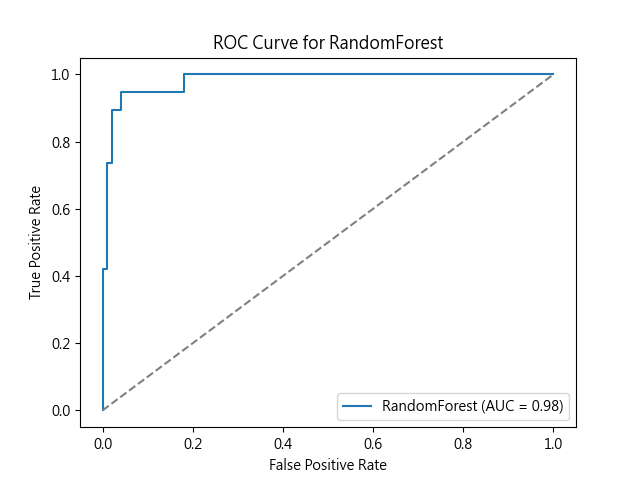 ROC Curve for RandomForest
True Positive Rate
1.0
0.8
0.6
0.4
0.2
0.0
RandomForest (AUC = 0.98)
0.0 0.2 0.4 0.6 0.8 1.0
False Positive Rate